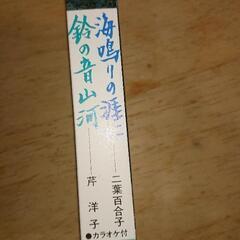 海鳴りの涯に
二葉百合子
鈴の音山河
芹洋子
●カラオケ付